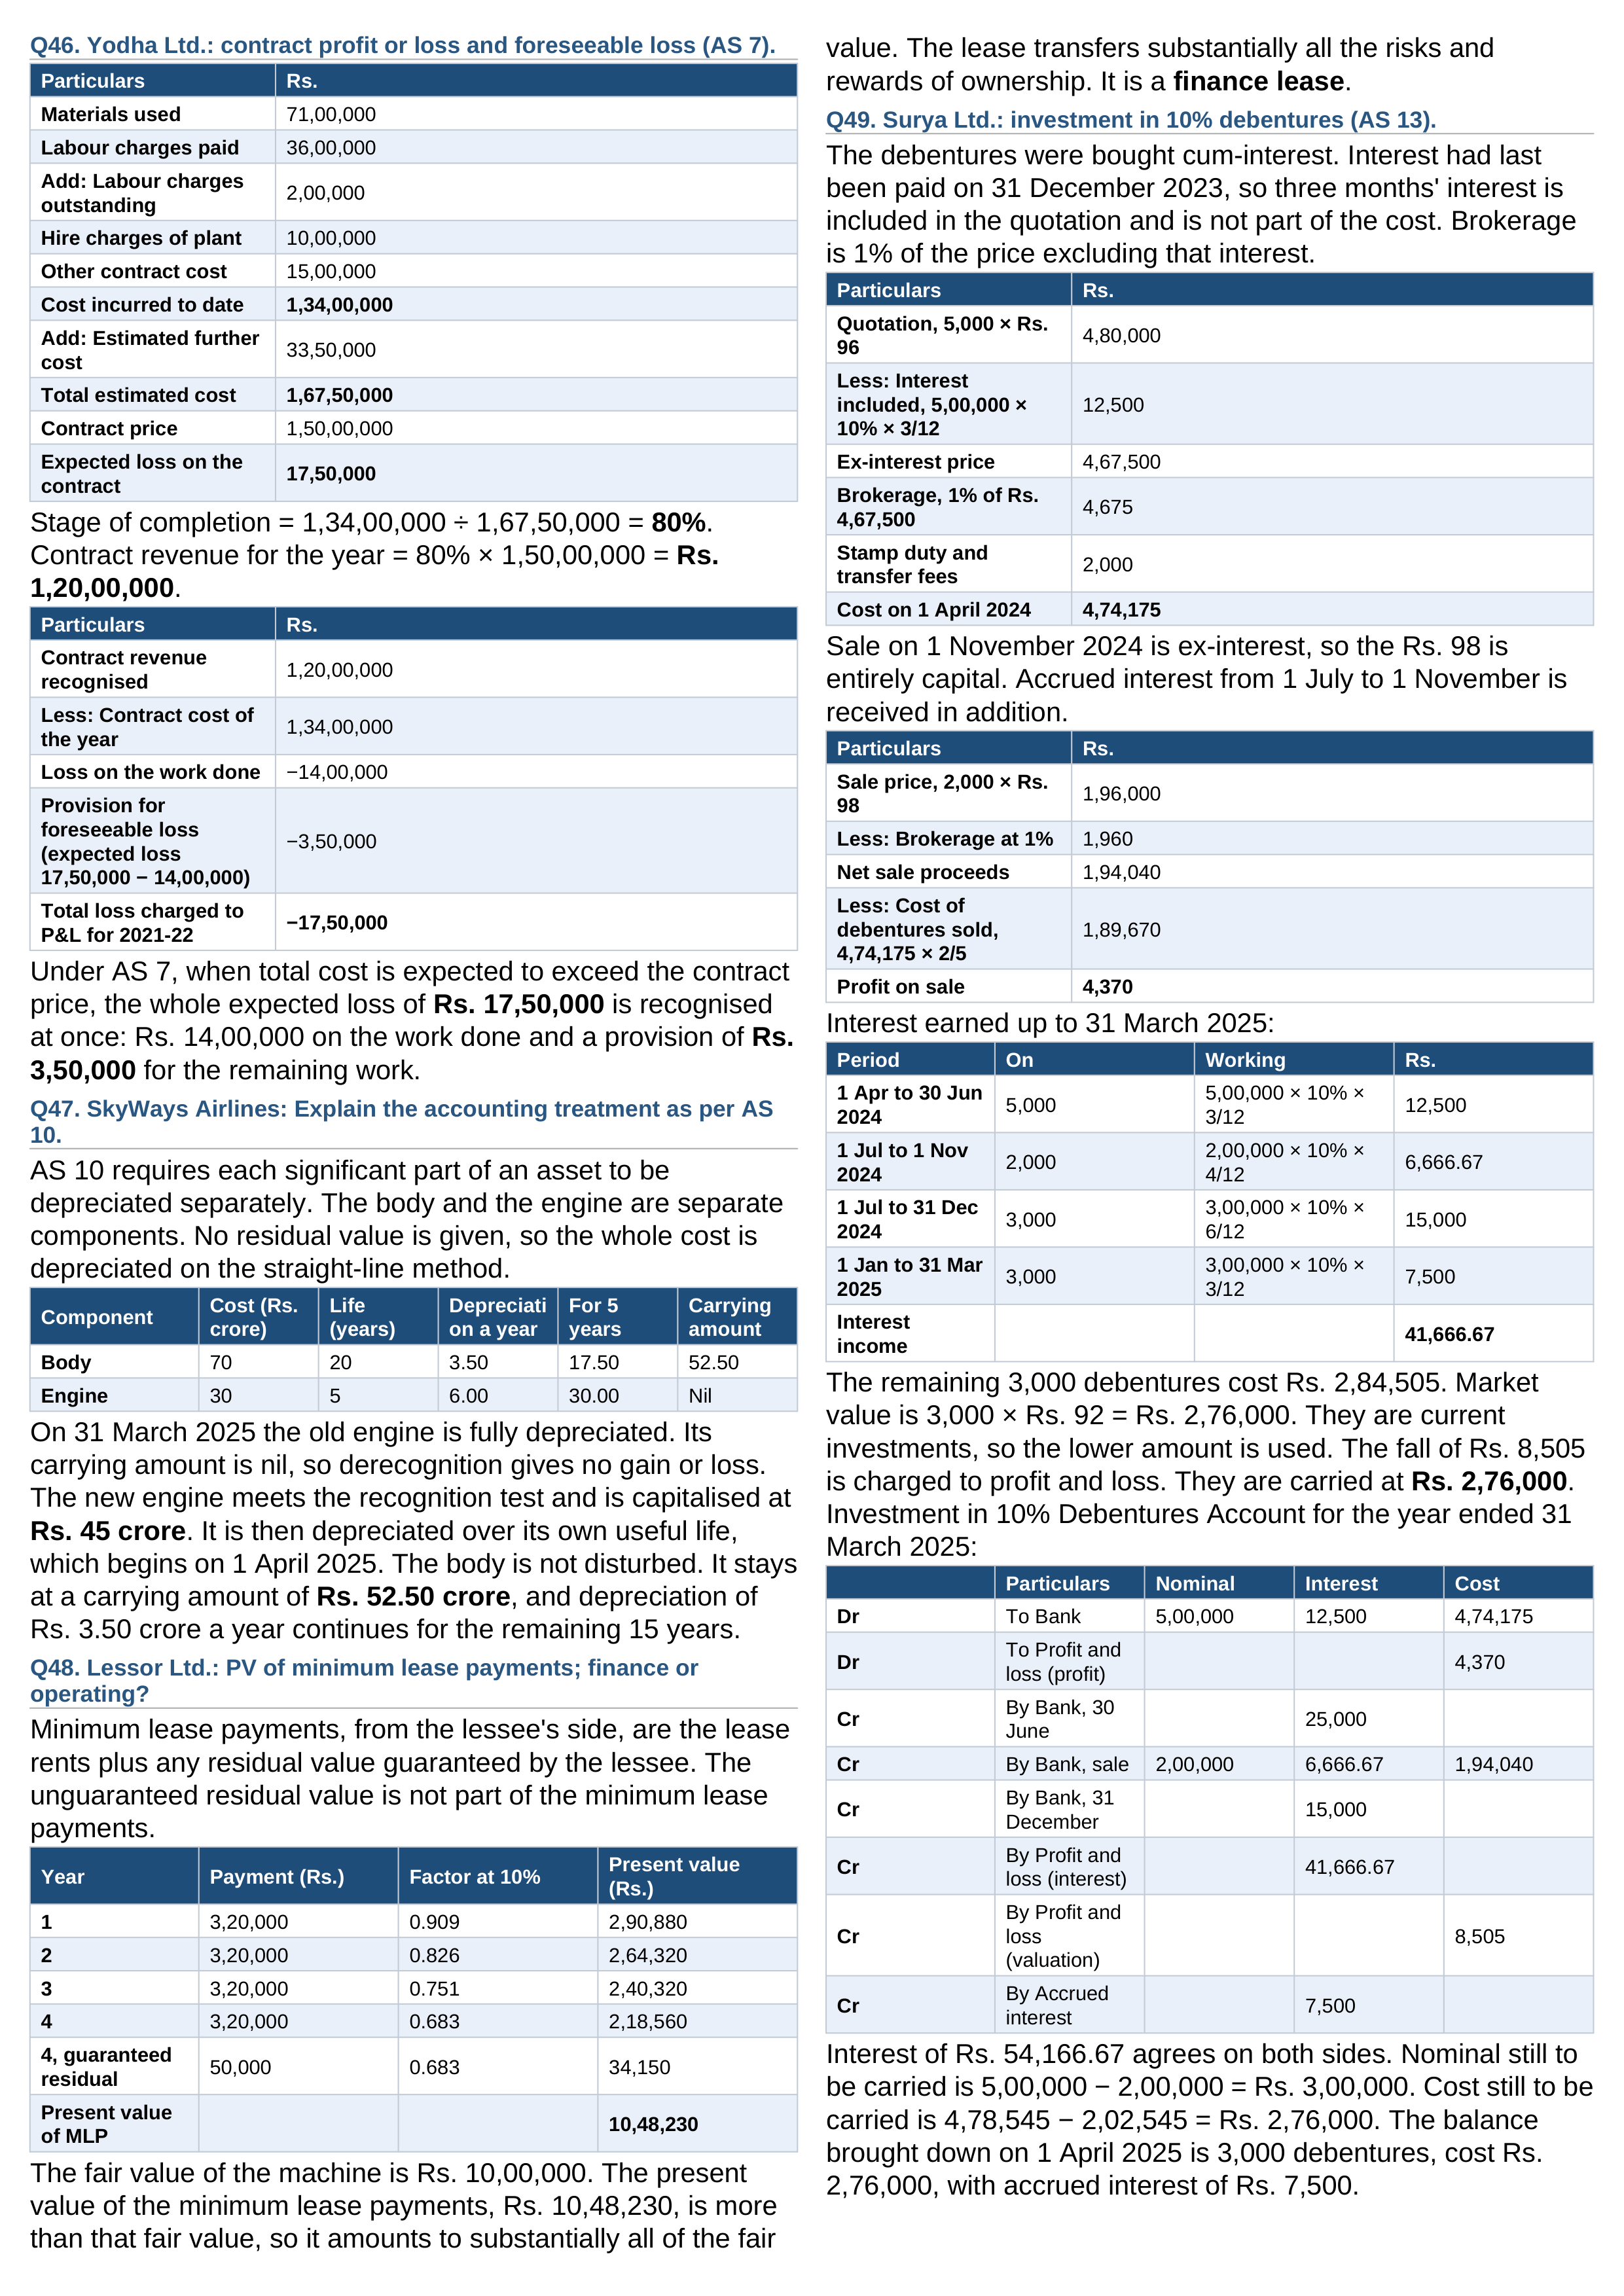 Q46. Yodha Ltd.: contract profit or loss and foreseeable loss (AS 7).
Particulars Rs.
Materials used 71,00,000
Labour charges paid 36,00,000
Add: Labour charges
outstanding 2,00,000
Hire charges of plant 10,00,000
Other contract cost 15,00,000
Cost incurred to date 1,34,00,000
Add: Estimated further
cost 33,50,000
Total estimated cost 1,67,50,000
Contract price 1,50,00,000
Expected loss on the
contract 17,50,000
Stage of completion = 1,34,00,000 ÷ 1,67,50,000 = 80%.
Contract revenue for the year = 80% × 1,50,00,000 = Rs.
1,20,00,000.
Particulars Rs.
Contract revenue
recognised 1,20,00,000
Less: Contract cost of
the year 1,34,00,000
Loss on the work done −14,00,000
Provision for
foreseeable loss
(expected loss
17,50,000 − 14,00,000) −3,50,000
Total loss charged to
P&L for 2021-22 −17,50,000
Under AS 7, when total cost is expected to exceed the contract
price, the whole expected loss of Rs. 17,50,000 is recognised
at once: Rs. 14,00,000 on the work done and a provision of Rs.
3,50,000 for the remaining work.
Q47. SkyWays Airlines: Explain the accounting treatment as per AS
10.
AS 10 requires each significant part of an asset to be
depreciated separately. The body and the engine are separate
components. No residual value is given, so the whole cost is
depreciated on the straight-line method.
Component Cost (Rs. crore) Life (years) Depreciati on a year For 5 years Carrying amount
Body 70 20 3.50 17.50 52.50
Engine 30 5 6.00 30.00 Nil
On 31 March 2025 the old engine is fully depreciated. Its
carrying amount is nil, so derecognition gives no gain or loss.
The new engine meets the recognition test and is capitalised at
Rs. 45 crore. It is then depreciated over its own useful life,
which begins on 1 April 2025. The body is not disturbed. It stays
at a carrying amount of Rs. 52.50 crore, and depreciation of
Rs. 3.50 crore a year continues for the remaining 15 years.
Q48. Lessor Ltd.: PV of minimum lease payments; finance or
operating?
Minimum lease payments, from the lessee's side, are the lease
rents plus any residual value guaranteed by the lessee. The
unguaranteed residual value is not part of the minimum lease
payments.
Year Payment (Rs.) Factor at 10% Present value (Rs.)
1 3,20,000 0.909 2,90,880
2 3,20,000 0.826 2,64,320
3 3,20,000 0.751 2,40,320
4 3,20,000 0.683 2,18,560
4, guaranteed
residual 50,000 0.683 34,150
Present value
of MLP 10,48,230
The fair value of the machine is Rs. 10,00,000. The present
value of the minimum lease payments, Rs. 10,48,230, is more
than that fair value, so it amounts to substantially all of the fair
value. The lease transfers substantially all the risks and
rewards of ownership. It is a finance lease.
Q49. Surya Ltd.: investment in 10% debentures (AS 13).
The debentures were bought cum-interest. Interest had last
been paid on 31 December 2023, so three months' interest is
included in the quotation and is not part of the cost. Brokerage
is 1% of the price excluding that interest.
Particulars Rs.
Quotation, 5,000 × Rs.
96 4,80,000
Less: Interest
included, 5,00,000 ×
10% × 3/12 12,500
Ex-interest price 4,67,500
Brokerage, 1% of Rs.
4,67,500 4,675
Stamp duty and
transfer fees 2,000
Cost on 1 April 2024 4,74,175
Sale on 1 November 2024 is ex-interest, so the Rs. 98 is
entirely capital. Accrued interest from 1 July to 1 November is
received in addition.
Particulars Rs.
Sale price, 2,000 × Rs.
98 1,96,000
Less: Brokerage at 1% 1,960
Net sale proceeds 1,94,040
Less: Cost of
debentures sold,
4,74,175 × 2/5 1,89,670
Profit on sale 4,370
Interest earned up to 31 March 2025:
Period On Working Rs.
1 Apr to 30 Jun
2024 5,000 5,00,000 × 10% × 3/12 12,500
1 Jul to 1 Nov
2024 2,000 2,00,000 × 10% × 4/12 6,666.67
1 Jul to 31 Dec
2024 3,000 3,00,000 × 10% × 6/12 15,000
1 Jan to 31 Mar
2025 3,000 3,00,000 × 10% × 3/12 7,500
Interest
income 41,666.67
The remaining 3,000 debentures cost Rs. 2,84,505. Market
value is 3,000 × Rs. 92 = Rs. 2,76,000. They are current
investments, so the lower amount is used. The fall of Rs. 8,505
is charged to profit and loss. They are carried at Rs. 2,76,000.
Investment in 10% Debentures Account for the year ended 31
March 2025:
Particulars Nominal Interest Cost
Dr To Bank 5,00,000 12,500 4,74,175
Dr To Profit and
loss (profit) 4,370
Cr By Bank, 30
June 25,000
Cr By Bank, sale 2,00,000 6,666.67 1,94,040
Cr By Bank, 31
December 15,000
Cr By Profit and
loss (interest) 41,666.67
Cr By Profit and
loss
(valuation) 8,505
Cr By Accrued
interest 7,500
Interest of Rs. 54,166.67 agrees on both sides. Nominal still to
be carried is 5,00,000 − 2,00,000 = Rs. 3,00,000. Cost still to be
carried is 4,78,545 − 2,02,545 = Rs. 2,76,000. The balance
brought down on 1 April 2025 is 3,000 debentures, cost Rs.
2,76,000, with accrued interest of Rs. 7,500.